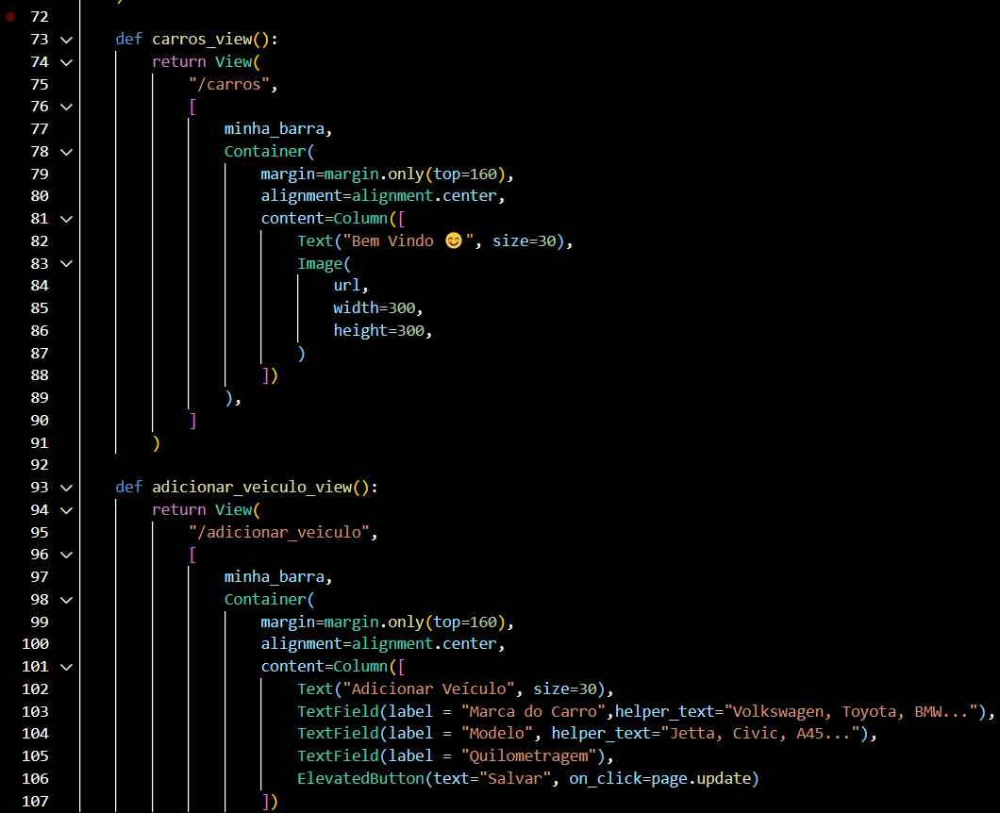 72
73 def carros_view():
74 return View(
75 "/carros",
76 [
77 minha_barra,
78 Container(
79 margin=margin.only(top=160),
80 alignment=alignment.center,
81 content=Column([
82 Text("Bem Vindo 😊", size=30),
83 Image(
84 url,
85 width=300,
86 height=300,
87 )
88 ])
89 ),
90 ]
91 )
92
93 def adicionar_veiculo_view():
94 return View(
95 "/adicionar_veiculo",
96 [
97 minha_barra,
98 Container(
99 margin=margin.only(top=160),
100 alignment=alignment.center,
101 content=Column([
102 Text("Adicionar Veículo", size=30),
103 TextField(label = "Marca do Carro",helper_text="Volkswagen, Toyota, BMW..."),
104 TextField(label = "Modelo", helper_text="Jetta, Civic, A45..."),
105 TextField(label = "Quilometragem"),
106 ElevatedButton(text="Salvar", on_click=page.update)
107 ])